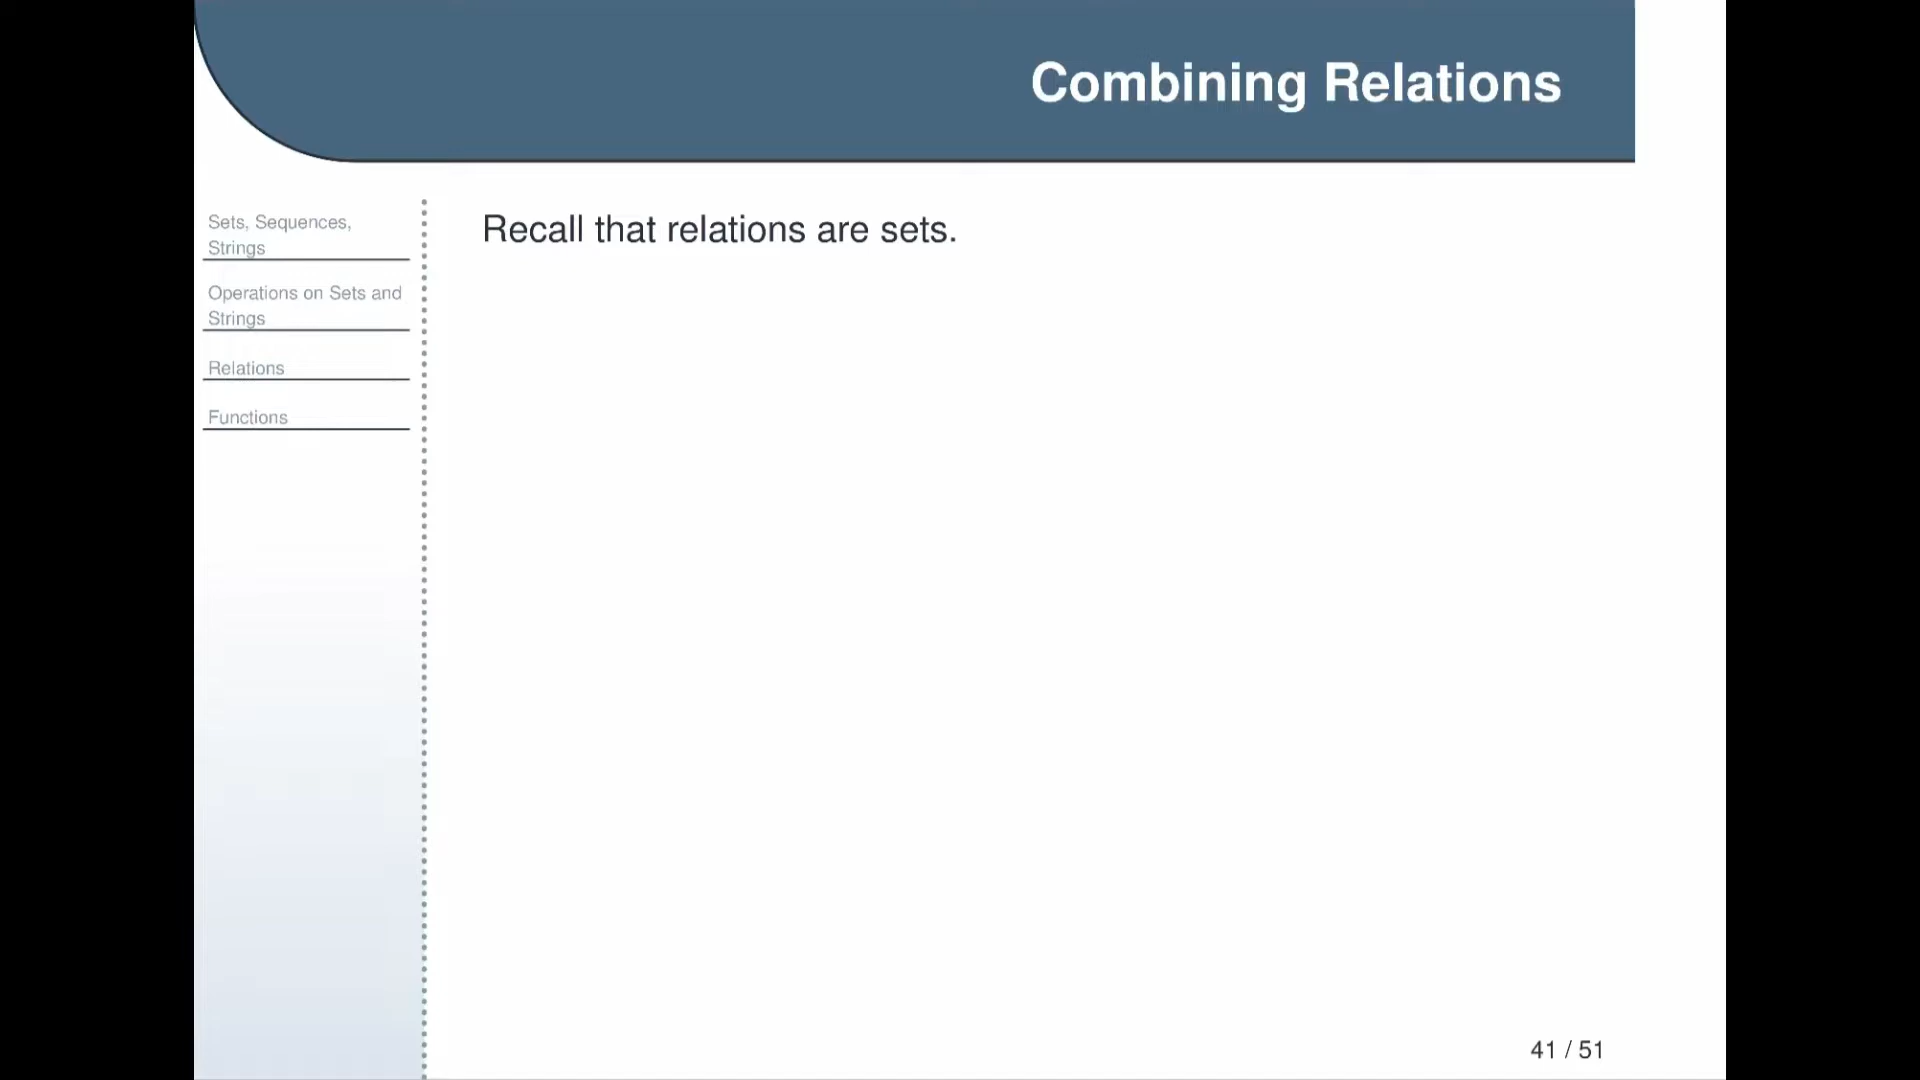 Combining Relations
Sets, Sequences,
Strings
Operations on Sets and
Strings
Relations
Functions
Recall that relations are sets.
41 / 51